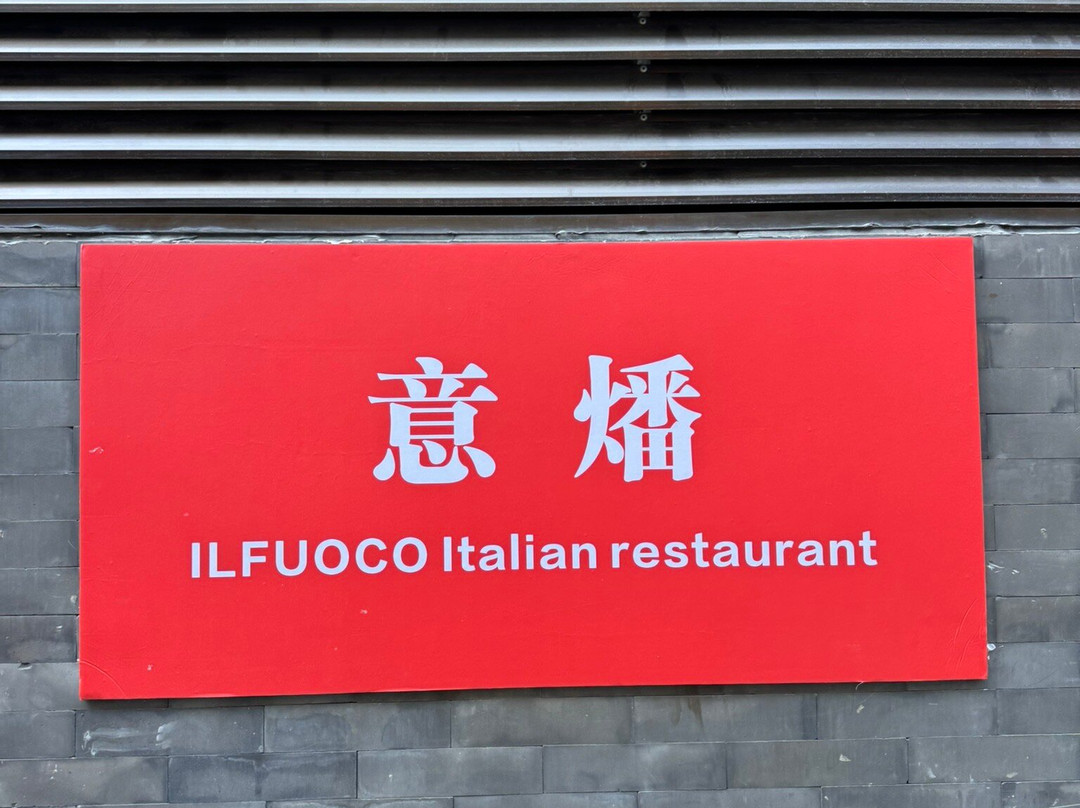 意燔
ILFUOCO Italian restaurant